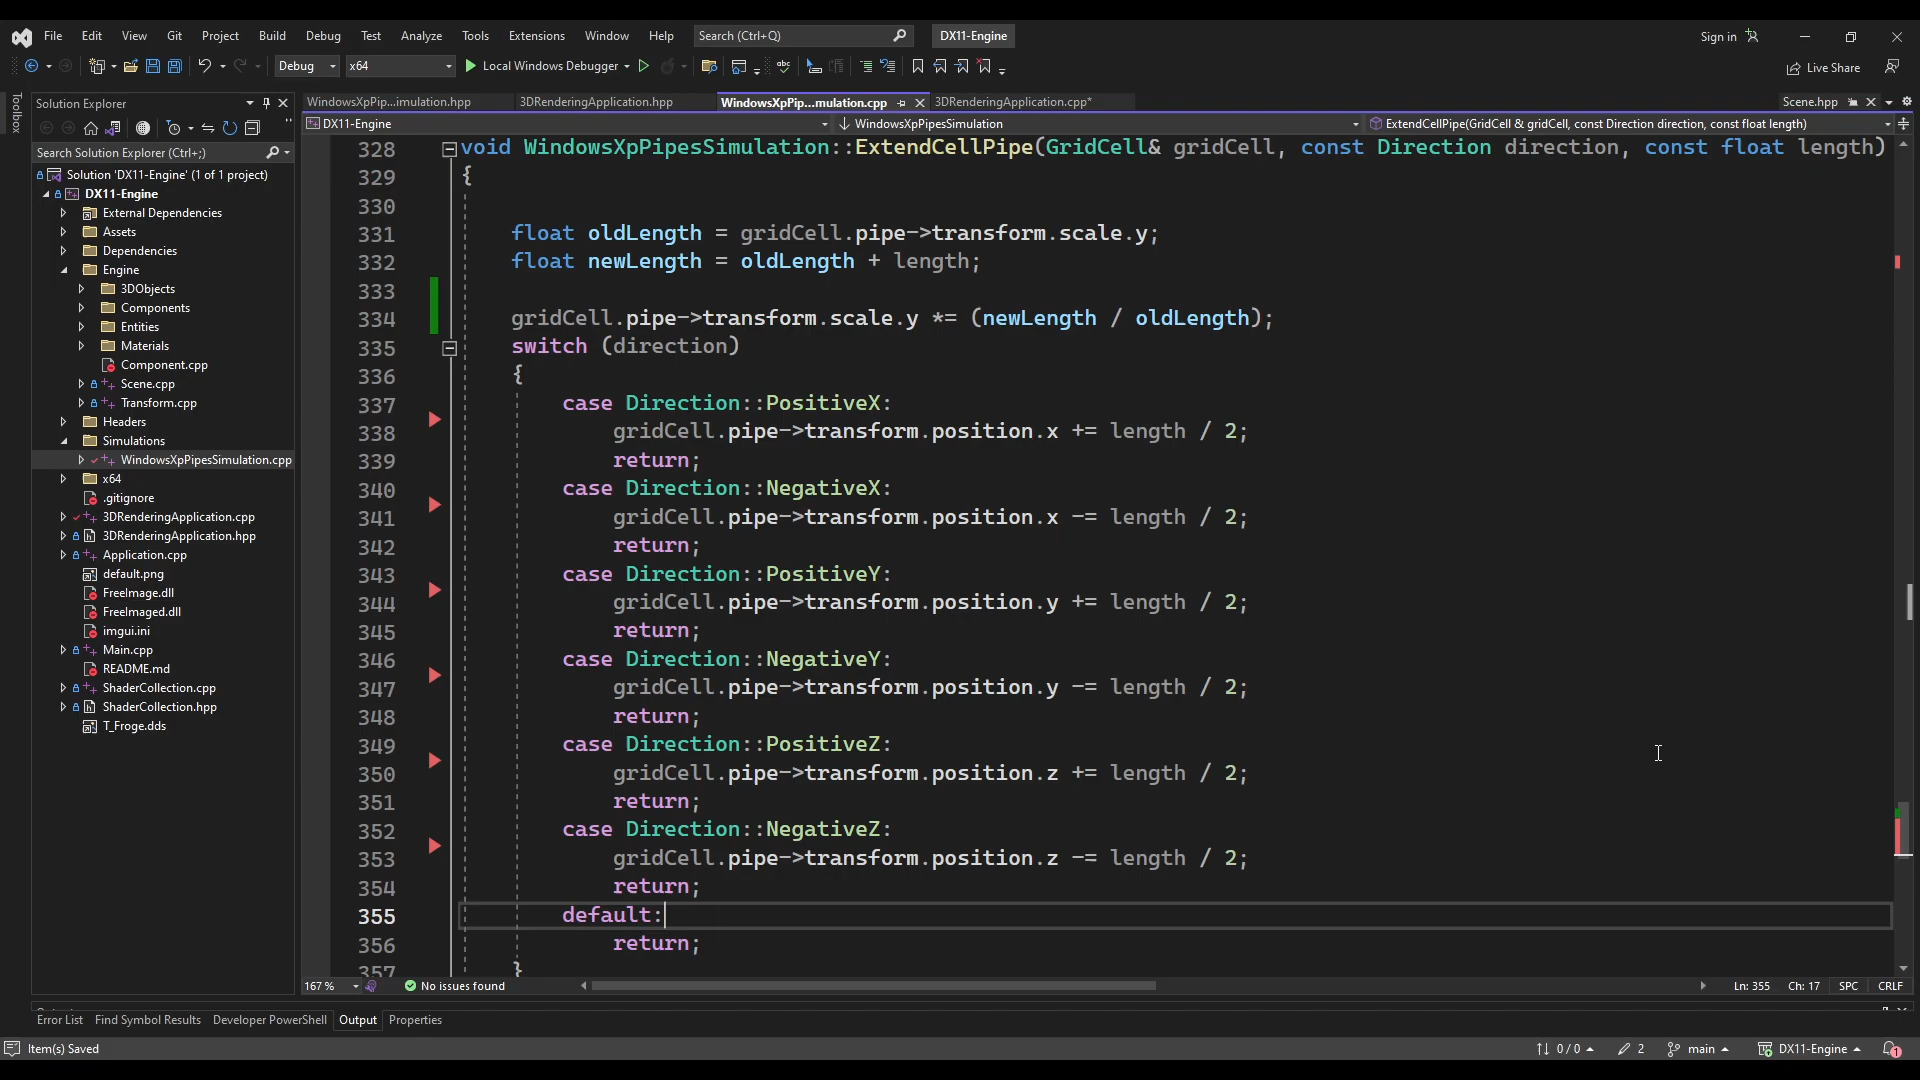 File Edit View Git Project Build Debug Test Analyze Tools Extensions Window Help Search (Ctrl+Q) DX11-Engine Sign in
Debug x64 Local Windows Debugger Live Share
Toolbox
Solution Explorer
Search Solution Explorer (Ctrl+;)
Solution 'DX11-Engine' (1 of 1 project)
DX11-Engine
External Dependencies
Assets
Dependencies
Engine
3DObjects
Components
Entities
Materials
Component.cpp
Scene.cpp
Transform.cpp
Headers
Simulations
WindowsXpPipesSimulation.cpp
x64
.gitignore
3DRenderingApplication.cpp
3DRenderingApplication.hpp
Application.cpp
default.png
FreeImage.dll
FreeImaged.dll
imgui.ini
Main.cpp
README.md
ShaderCollection.cpp
ShaderCollection.hpp
T_Froge.dds
WindowsXpPip...imulation.hpp 3DRenderingApplication.hpp WindowsXpPip...mulation.cpp 3DRenderingApplication.cpp* Scene.hpp
DX11-Engine WindowsXpPipesSimulation ExtendCellPipe(GridCell & gridCell, const Direction direction, const float length)
328 void WindowsXpPipesSimulation::ExtendCellPipe(GridCell& gridCell, const Direction direction, const float length)
329 {
330
331 float oldLength = gridCell.pipe->transform.scale.y;
332 float newLength = oldLength + length;
333
334 gridCell.pipe->transform.scale.y *= (newLength / oldLength);
335 switch (direction)
336 {
337 case Direction::PositiveX:
338 gridCell.pipe->transform.position.x += length / 2;
339 return;
340 case Direction::NegativeX:
341 gridCell.pipe->transform.position.x -= length / 2;
342 return;
343 case Direction::PositiveY:
344 gridCell.pipe->transform.position.y += length / 2;
345 return;
346 case Direction::NegativeY:
347 gridCell.pipe->transform.position.y -= length / 2;
348 return;
349 case Direction::PositiveZ:
350 gridCell.pipe->transform.position.z += length / 2;
351 return;
352 case Direction::NegativeZ:
353 gridCell.pipe->transform.position.z -= length / 2;
354 return;
355 default:
356 return;
357 }
167 % No issues found Ln: 355 Ch: 17 SPC CRLF
Error List Find Symbol Results Developer PowerShell Output Properties
Item(s) Saved 0 / 0 2 main DX11-Engine 1